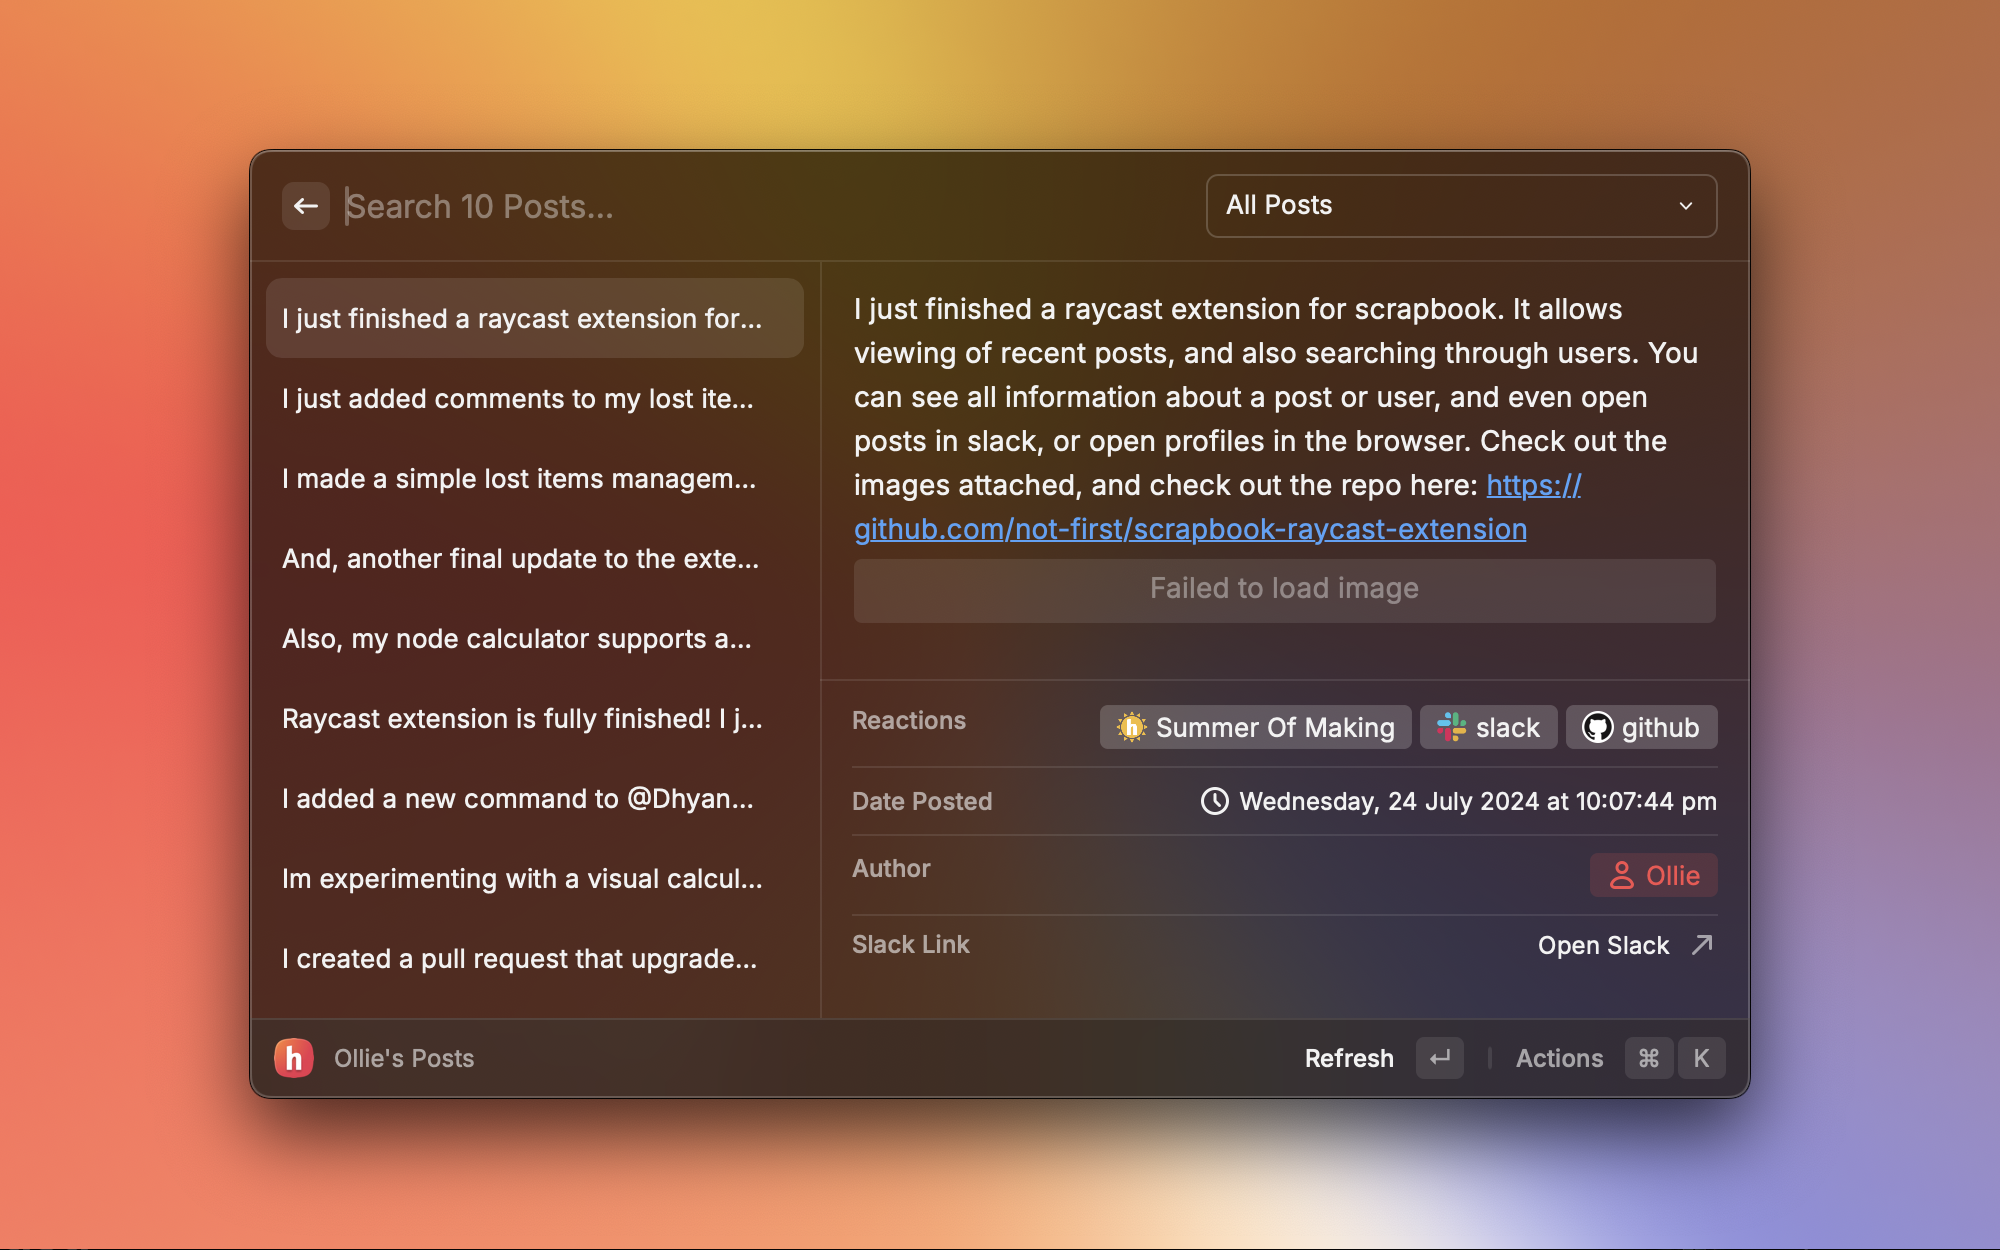 Search 10 Posts...
All Posts
I just finished a raycast extension for...
I just added comments to my lost ite...
I made a simple lost items managem...
And, another final update to the exte...
Also, my node calculator supports a...
Raycast extension is fully finished! I j...
I added a new command to @Dhyan...
Im experimenting with a visual calcul...
I created a pull request that upgrade...
I just finished a raycast extension for scrapbook. It allows
viewing of recent posts, and also searching through users. You
can see all information about a post or user, and even open
posts in slack, or open profiles in the browser. Check out the
images attached, and check out the repo here: https://
github.com/not-first/scrapbook-raycast-extension
Failed to load image
Reactions
h Summer Of Making
slack
github
Date Posted
Wednesday, 24 July 2024 at 10:07:44 pm
Author
Ollie
Slack Link
Open Slack
h Ollie's Posts
Refresh ↵
Actions ⌘ K